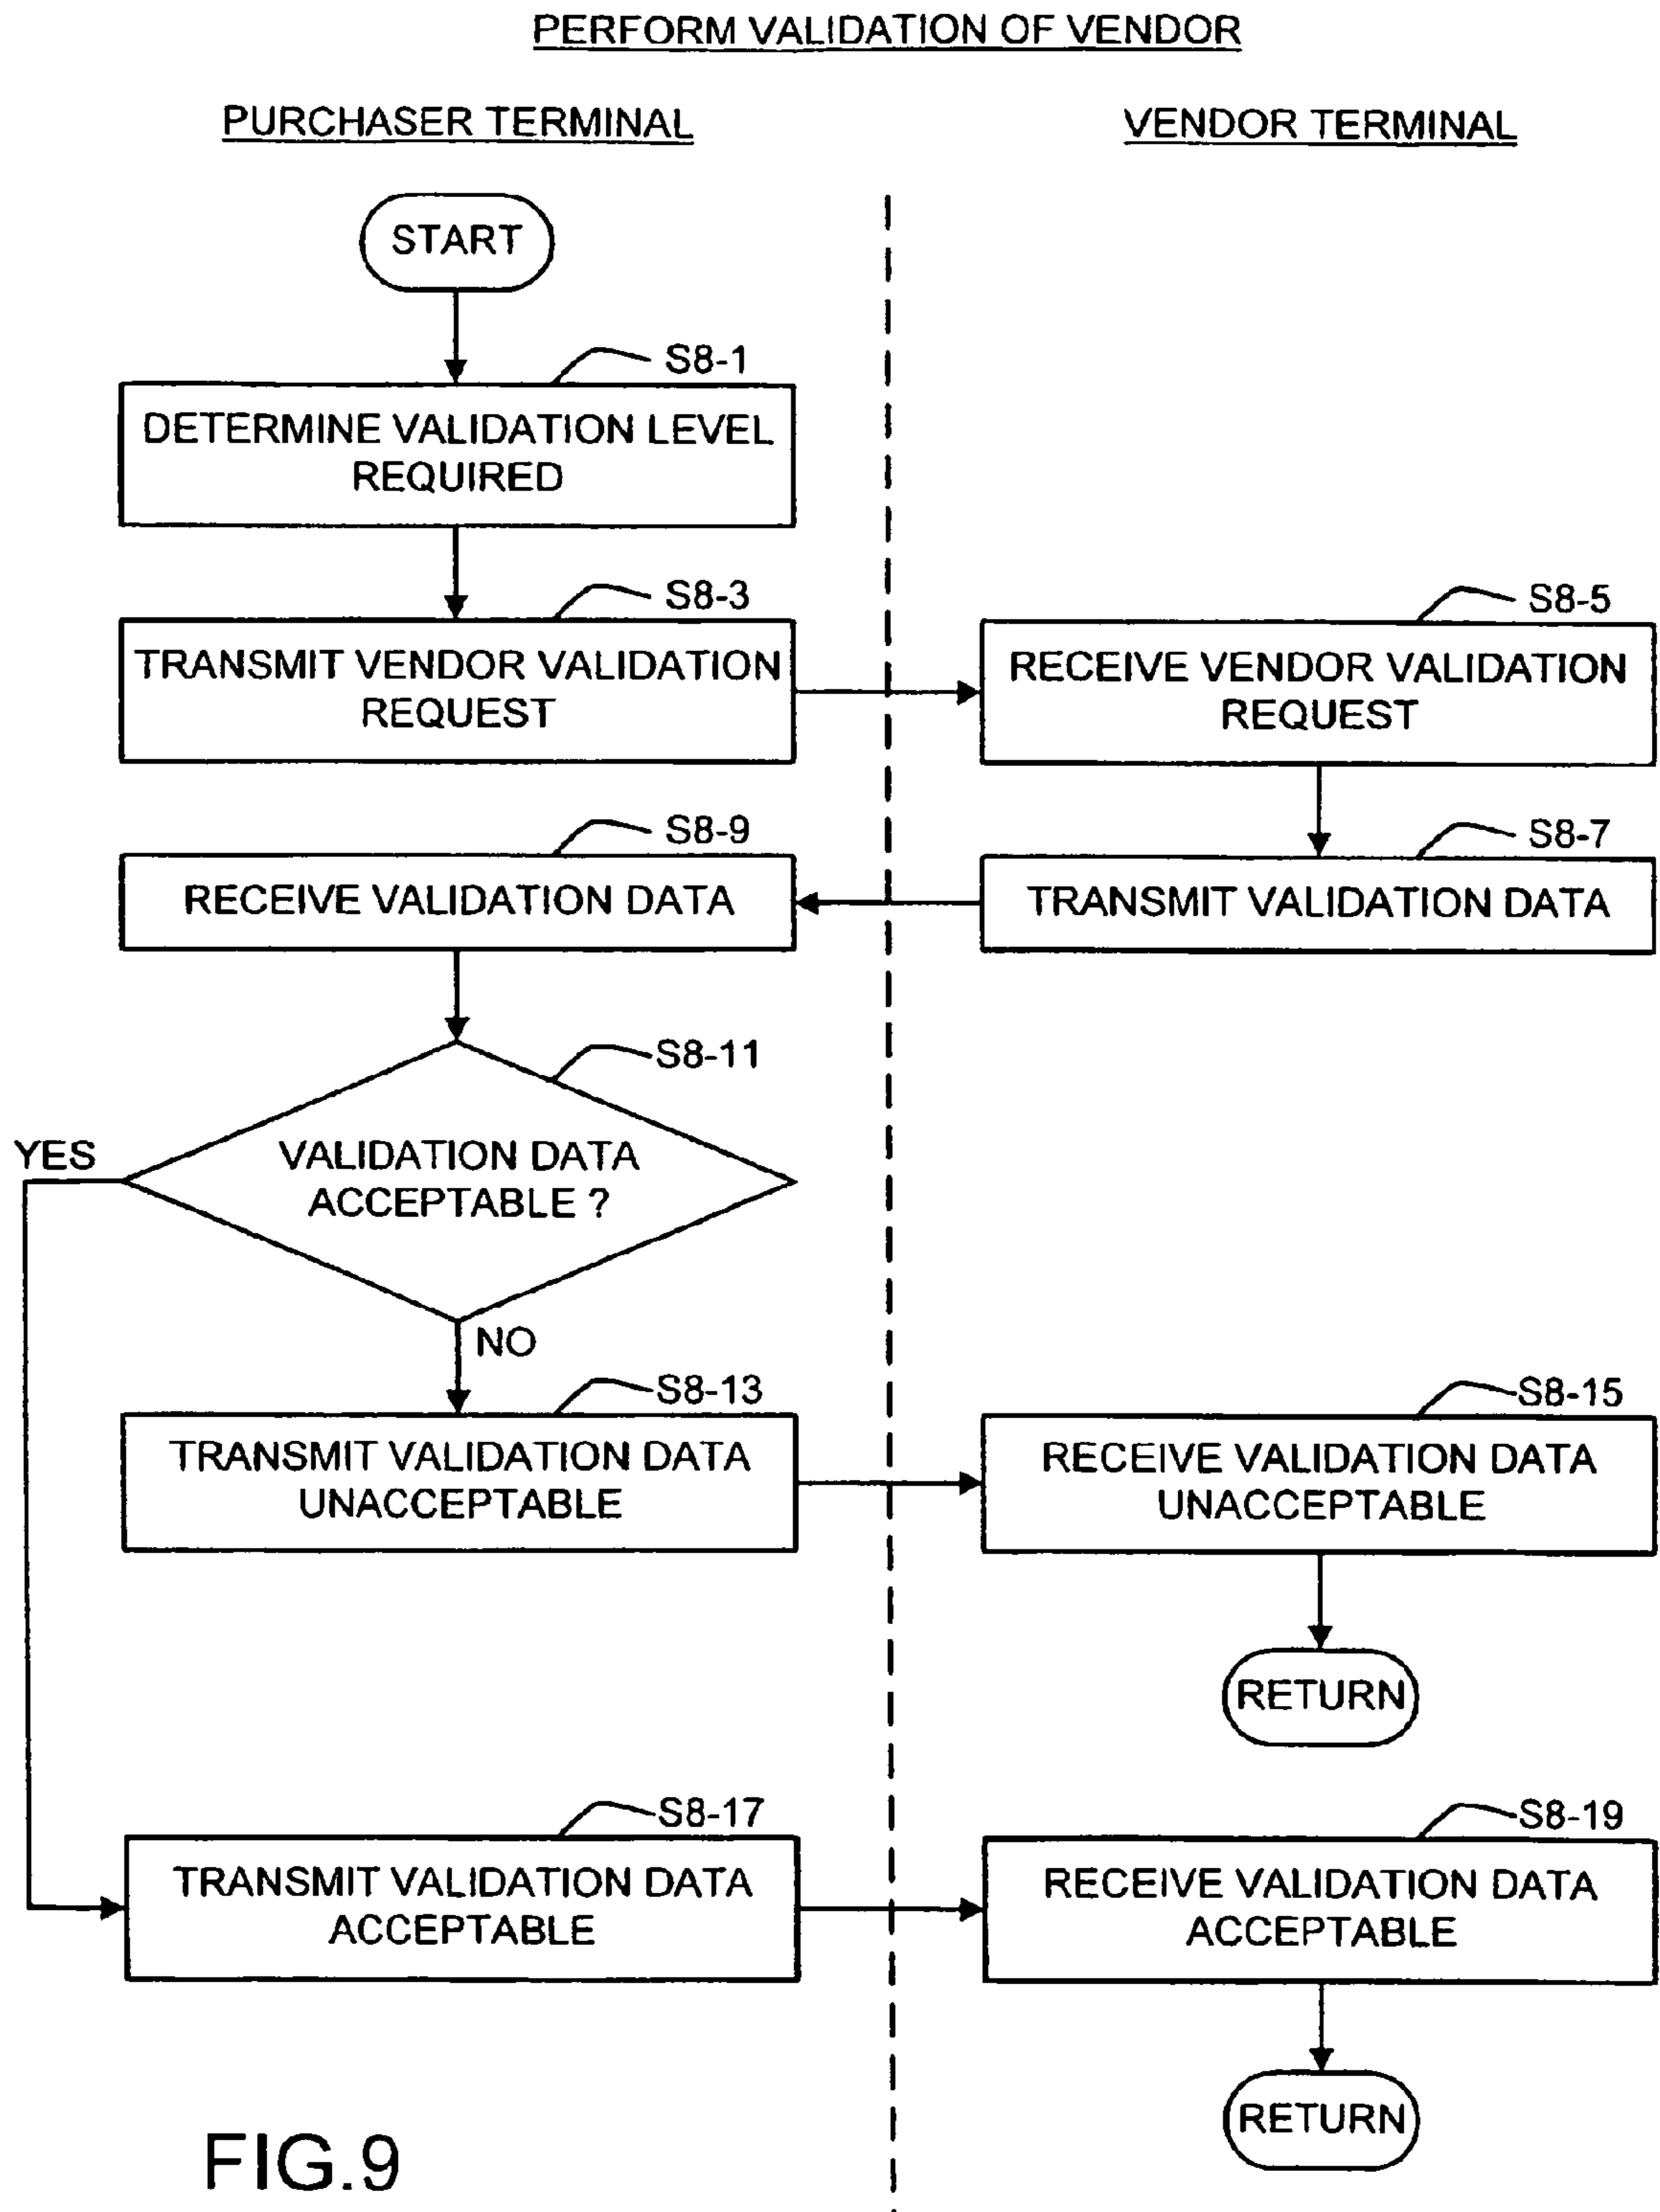 PERFORM VALIDATION OF VENDOR
PURCHASER TERMINAL
VENDOR TERMINAL
START
S8-1
DETERMINE VALIDATION LEVEL
REQUIRED
S8-3
TRANSMIT VENDOR VALIDATION
REQUEST
S8-5
RECEIVE VENDOR VALIDATION
REQUEST
S8-9
RECEIVE VALIDATION DATA
S8-7
TRANSMIT VALIDATION DATA
S8-11
YES
VALIDATION DATA
ACCEPTABLE ?
NO
S8-13
TRANSMIT VALIDATION DATA
UNACCEPTABLE
S8-15
RECEIVE VALIDATION DATA
UNACCEPTABLE
RETURN
S8-17
TRANSMIT VALIDATION DATA
ACCEPTABLE
S8-19
RECEIVE VALIDATION DATA
ACCEPTABLE
RETURN
FIG.9